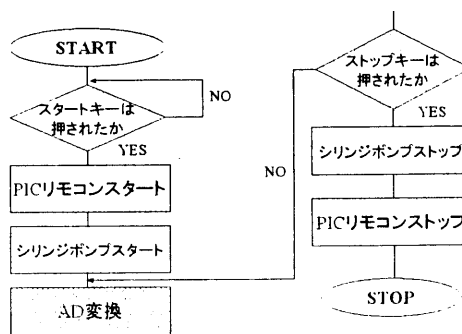 START
スタートキーは
押されたか
NO
YES
PICリモコンスタート
シリンジポンプスタート
AD変換
ストップキーは
押されたか
YES
NO
シリンジポンプストップ
PICリモコンストップ
STOP